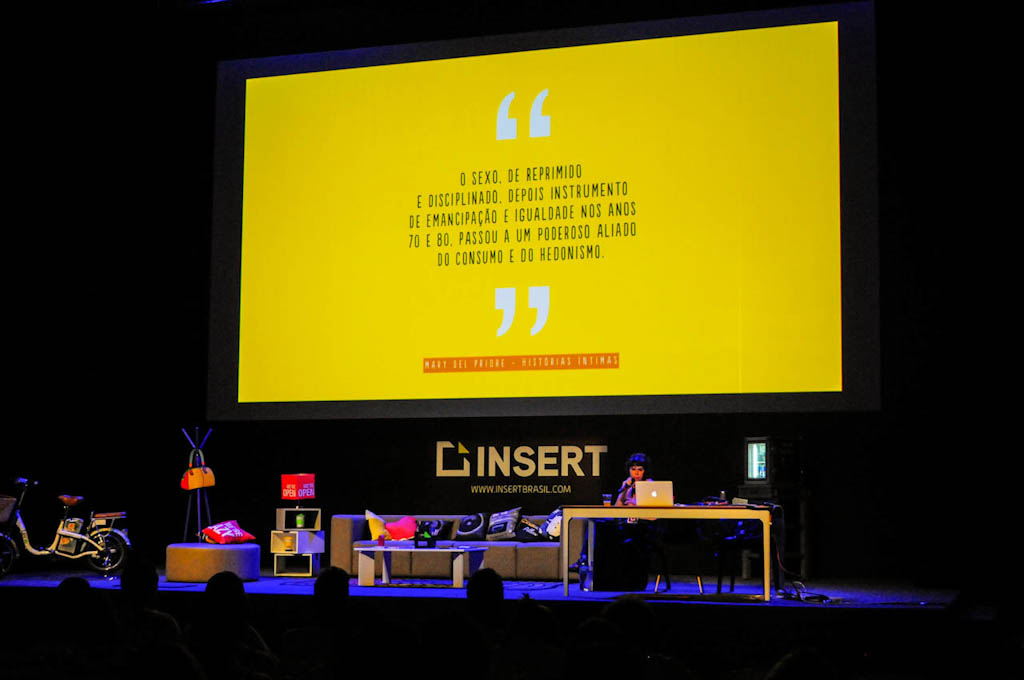 O SEXO, DE REPRIMIDO
E DISCIPLINADO, DEPOIS INSTRUMENTO
DE EMANCIPAÇÃO E IGUALDADE NOS ANOS
70 E 80, PASSOU A UM PODEROSO ALIADO
DO CONSUMO E DO HEDONISMO.
MARY DEL PRIORE - HISTÓRIAS ÍNTIMAS
INSERT
WWW.INSERTBRASIL.COM
OPEN OPEN